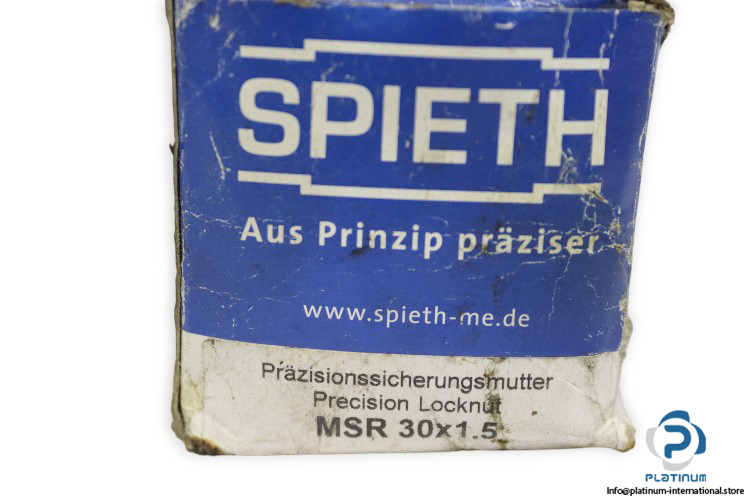 SPIETH
Aus Prinzip präziser
www.spieth-me.de
Präzisionssicherungsmutter
Precision Locknut
MSR 30x1.5
PLATINUM
Info@platinum-international.store